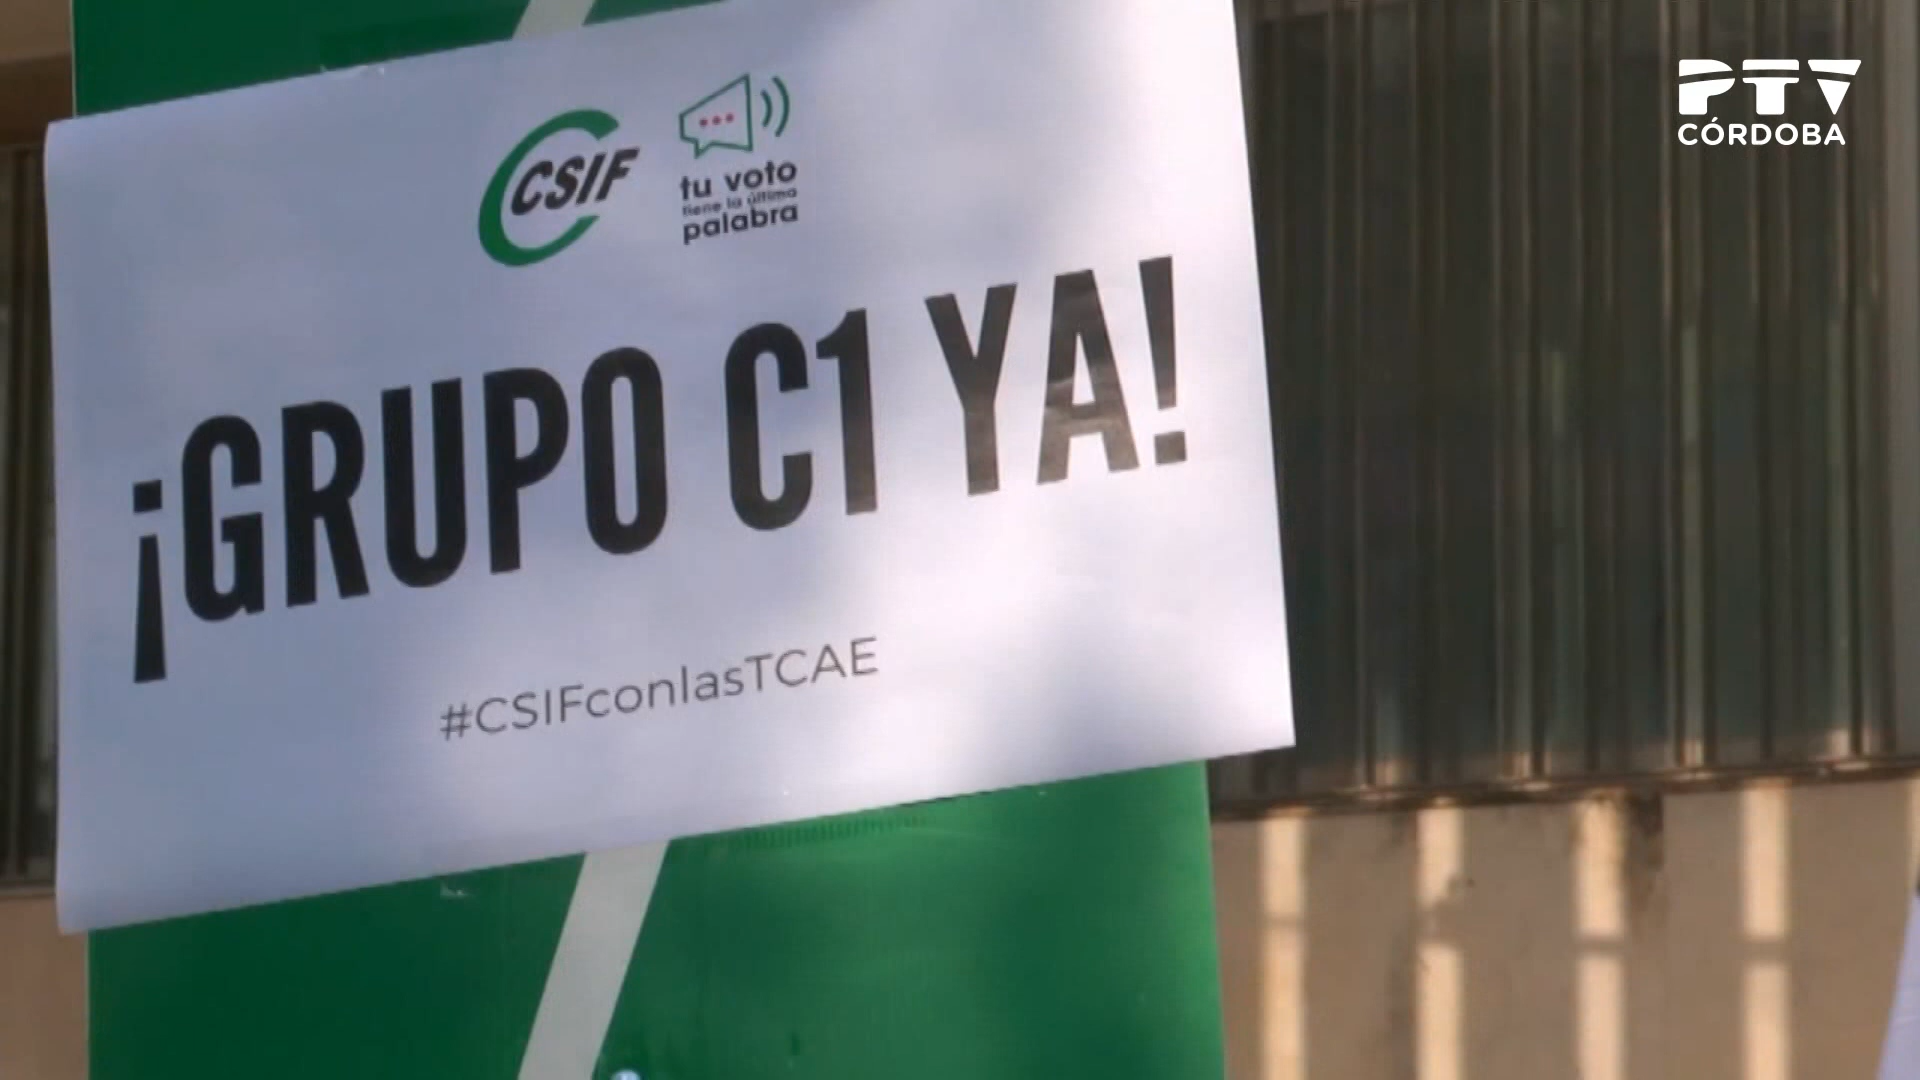 PTV
CÓRDOBA
CSIF
tu voto
tiene la última
palabra
¡GRUPO C1 YA!
#CSIFconlasTCAE